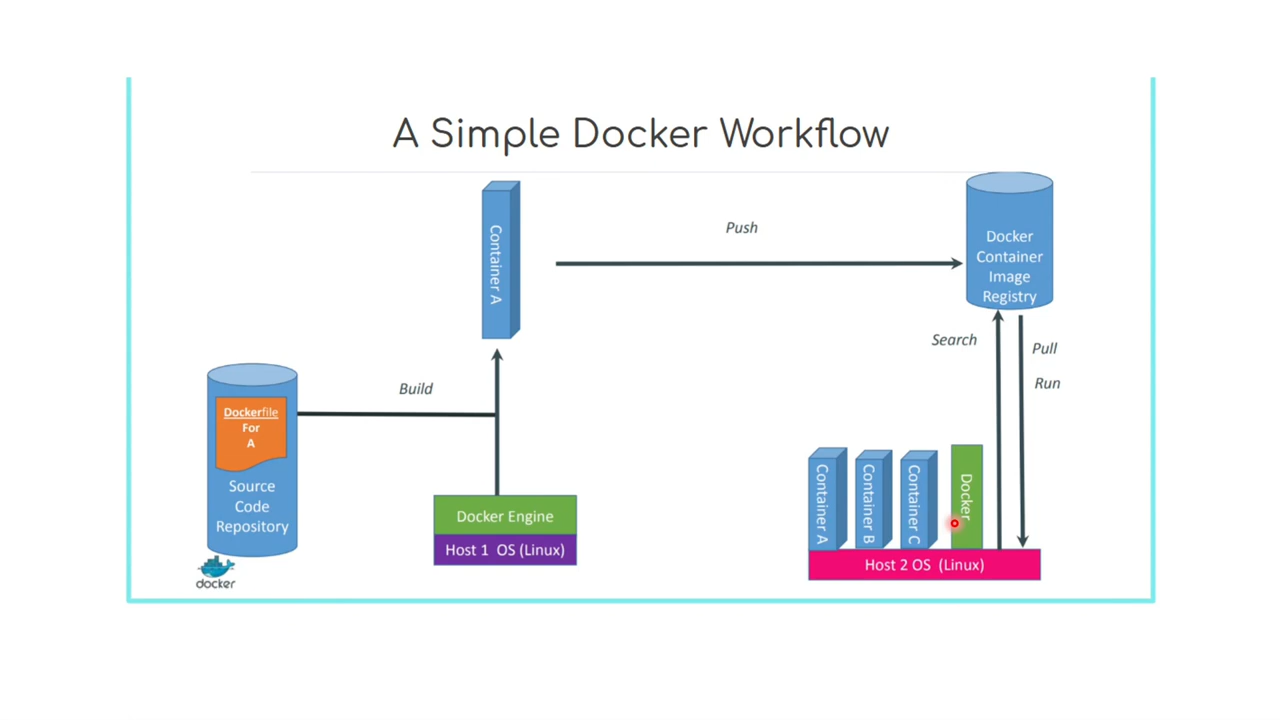 A Simple Docker Workflow
Container A
Push
Docker
Container
Image
Registry
Search
Pull
Run
Build
Dockerfile
For
A
Source
Code
Repository
docker
Docker Engine
Host 1 OS (Linux)
Container A
Container B
Container C
Docker
Host 2 OS (Linux)